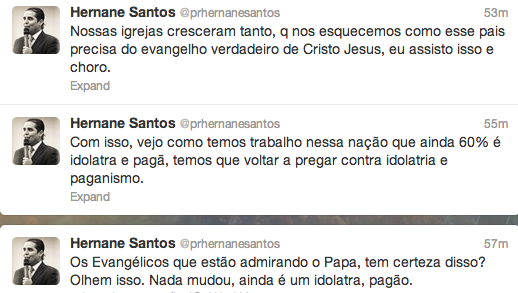 Hernane Santos @prhernanesantos 53m
Nossas igrejas cresceram tanto, q nos esquecemos como esse pais
precisa do evangelho verdadeiro de Cristo Jesus, eu assisto isso e
choro.
Expand
Hernane Santos @prhernanesantos 55m
Com isso, vejo como temos trabalho nessa nação que ainda 60% é
idolatra e pagã, temos que voltar a pregar contra idolatria e
paganismo.
Expand
Hernane Santos @prhernanesantos 57m
Os Evangélicos que estão admirando o Papa, tem certeza disso?
Olhem isso. Nada mudou, ainda é um idolatra, pagão.